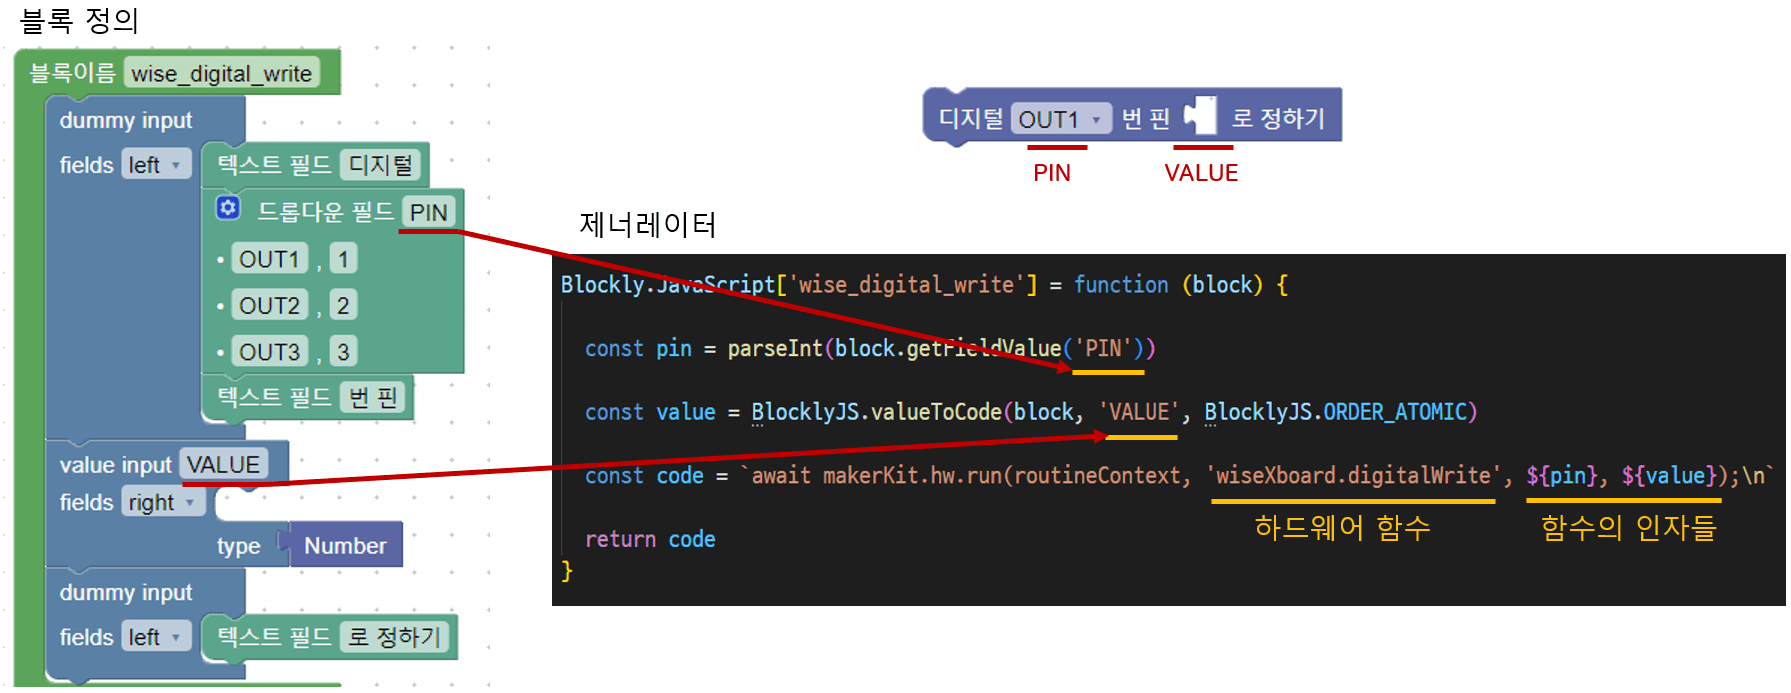 블록 정의
블록이름 wise_digital_write
dummy input
fields left 텍스트 필드 디지털
드롭다운 필드 PIN
• OUT1 , 1
• OUT2 , 2
• OUT3 , 3
텍스트 필드 번 핀
value input VALUE
fields right
type Number
dummy input
fields left 텍스트 필드 로 정하기
디지털 OUT1 번 핀 로 정하기
PIN VALUE
제너레이터
Blockly.JavaScript['wise_digital_write'] = function (block) {
const pin = parseInt(block.getFieldValue('PIN'))
const value = BlocklyJS.valueToCode(block, 'VALUE', BlocklyJS.ORDER_ATOMIC)
const code = `await makerKit.hw.run(routineContext, 'wiseXboard.digitalWrite', ${pin}, ${value});\n`
하드웨어 함수 함수의 인자들
return code
}